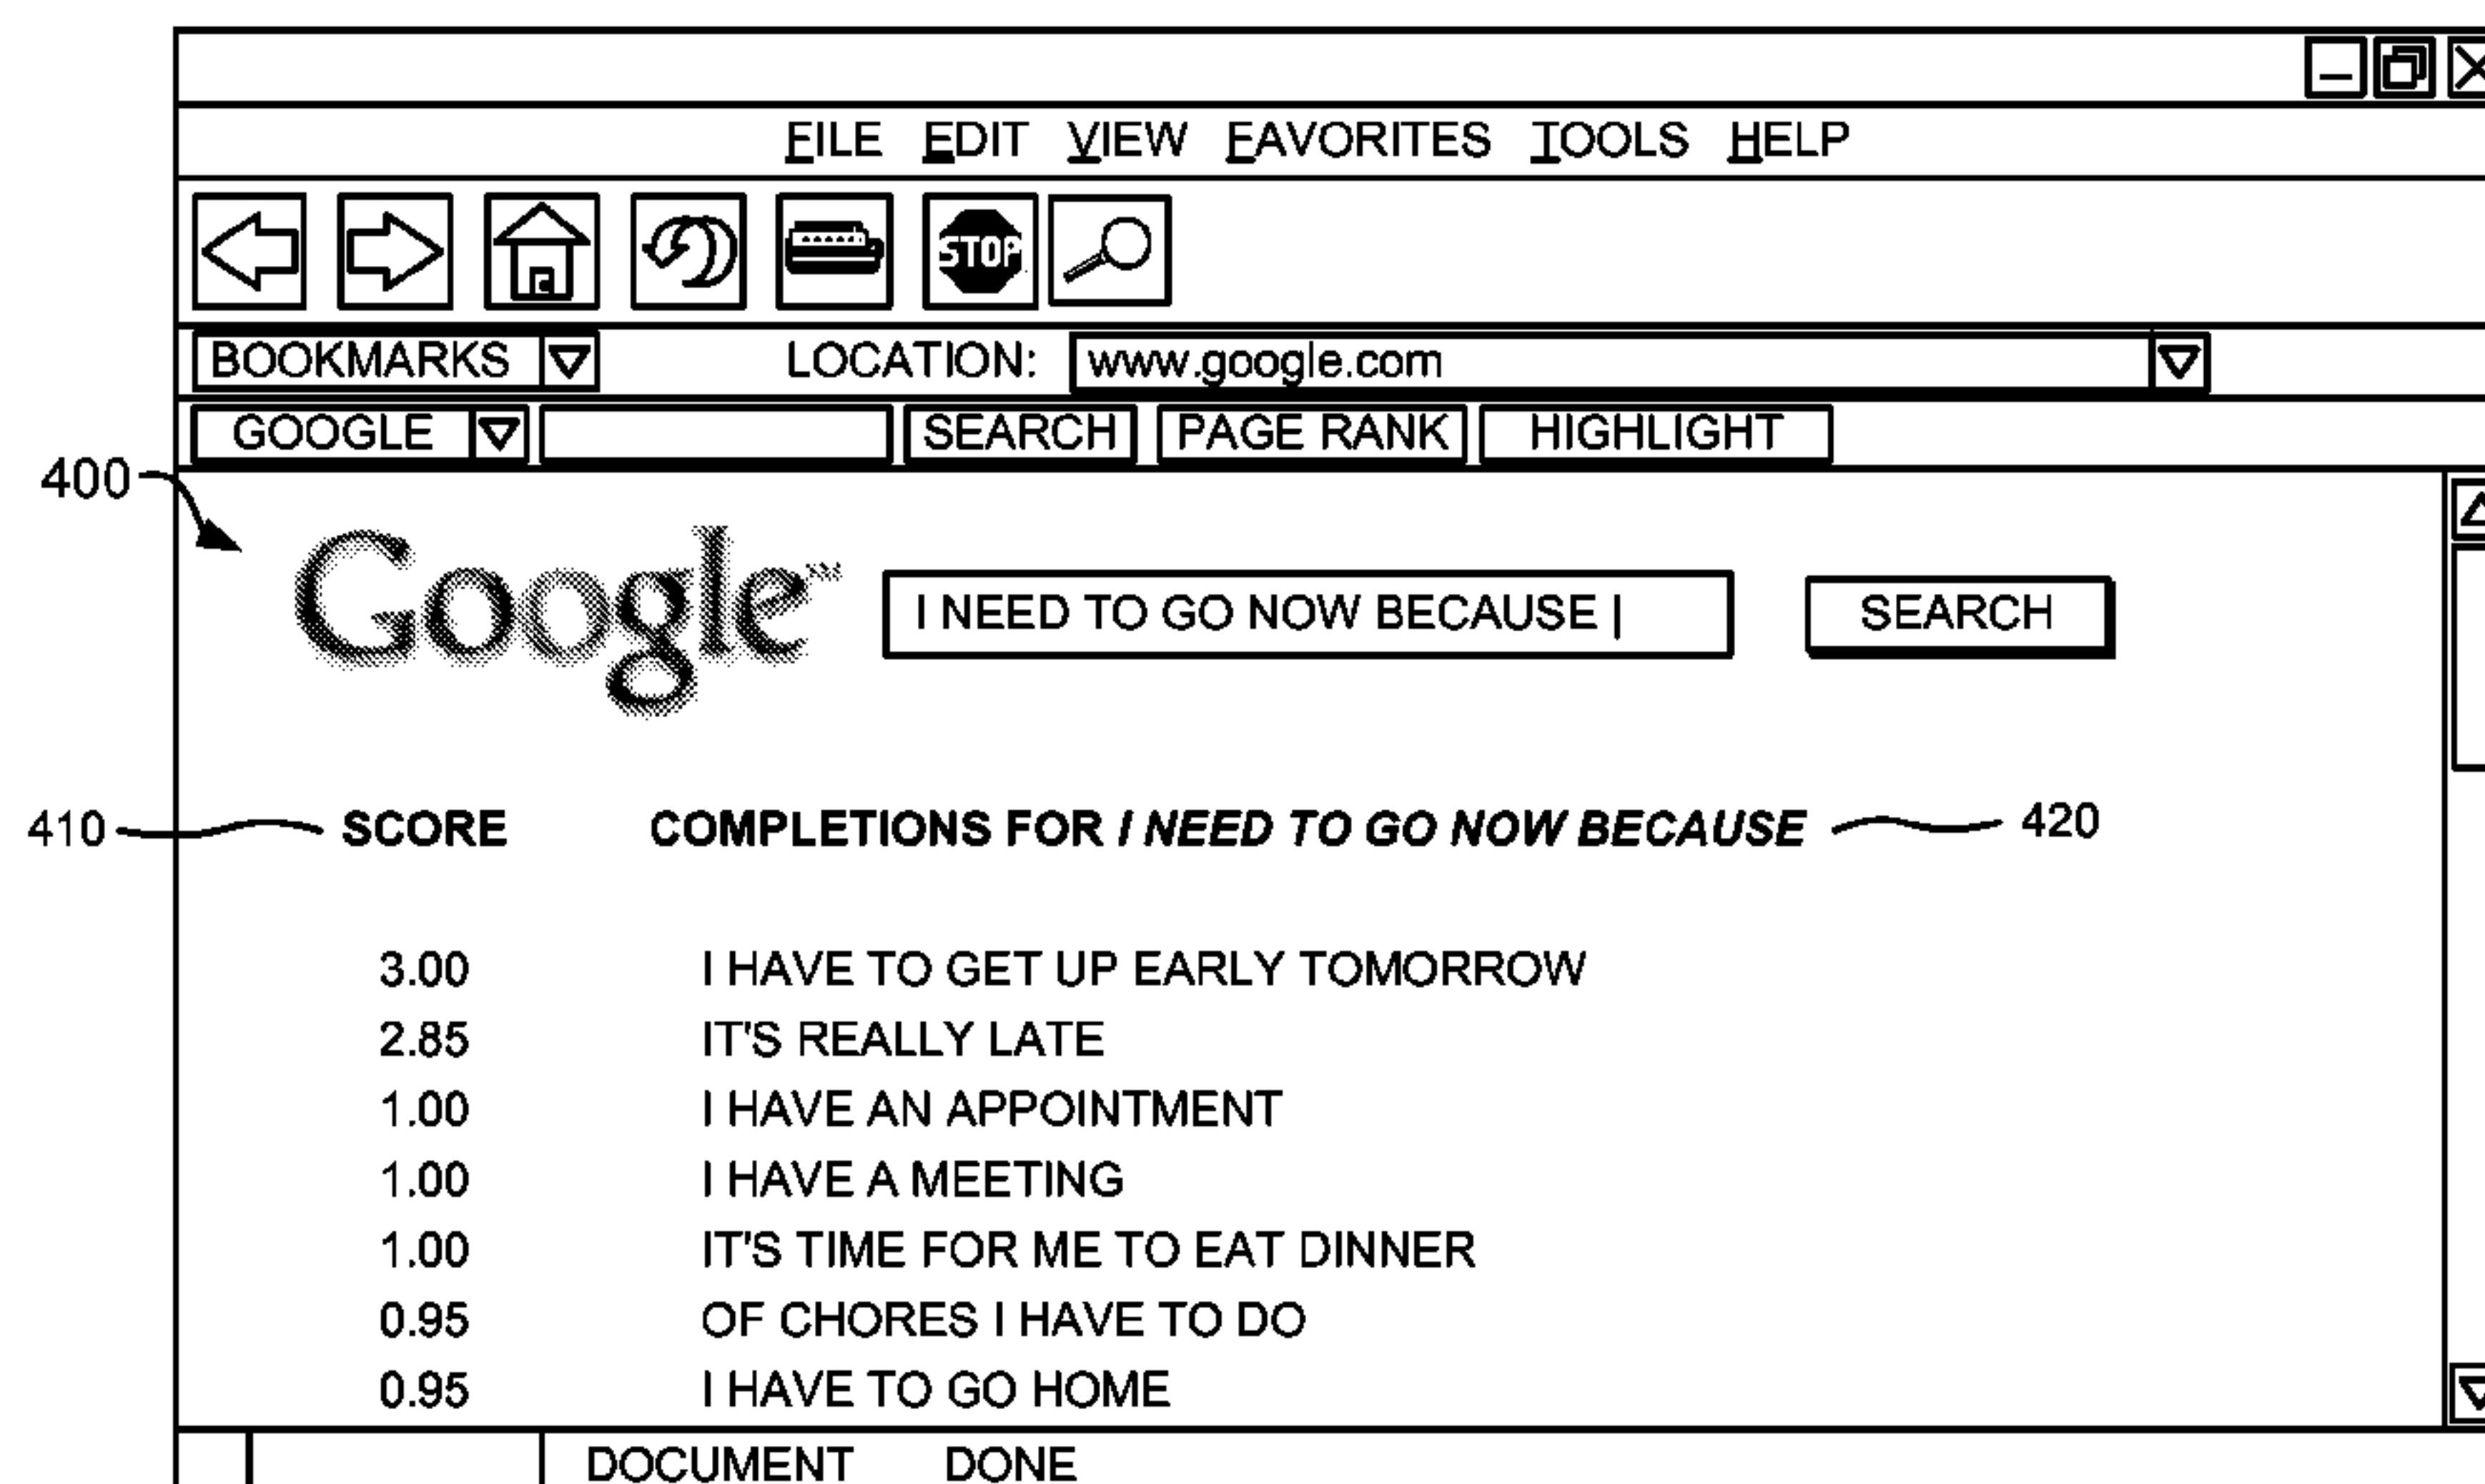 FILE EDIT VIEW FAVORITES TOOLS HELP
STOP
BOOKMARKS LOCATION: www.google.com
GOOGLE SEARCH PAGE RANK HIGHLIGHT
400
Google™ I NEED TO GO NOW BECAUSE | SEARCH
410 SCORE COMPLETIONS FOR I NEED TO GO NOW BECAUSE 420
3.00 I HAVE TO GET UP EARLY TOMORROW
2.85 IT'S REALLY LATE
1.00 I HAVE AN APPOINTMENT
1.00 I HAVE A MEETING
1.00 IT'S TIME FOR ME TO EAT DINNER
0.95 OF CHORES I HAVE TO DO
0.95 I HAVE TO GO HOME
DOCUMENT DONE